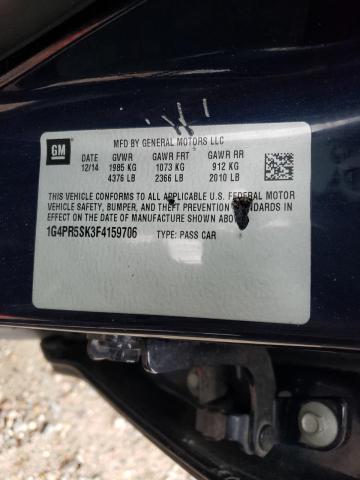 GM
MFD BY GENERAL MOTORS LLC
DATE GVWR GAWR FRT GAWR RR
12/14 1985 KG 1073 KG 912 KG
4376 LB 2366 LB 2010 LB
THIS VEHICLE CONFORMS TO ALL APPLICABLE U.S. FEDERAL MOTOR
VEHICLE SAFETY, BUMPER, AND THEFT PREVENTION STANDARDS
IN EFFECT ON THE DATE OF MANUFACTURE SHOWN ABOVE.
1G4PR5SK3F4159706 TYPE: PASS CAR